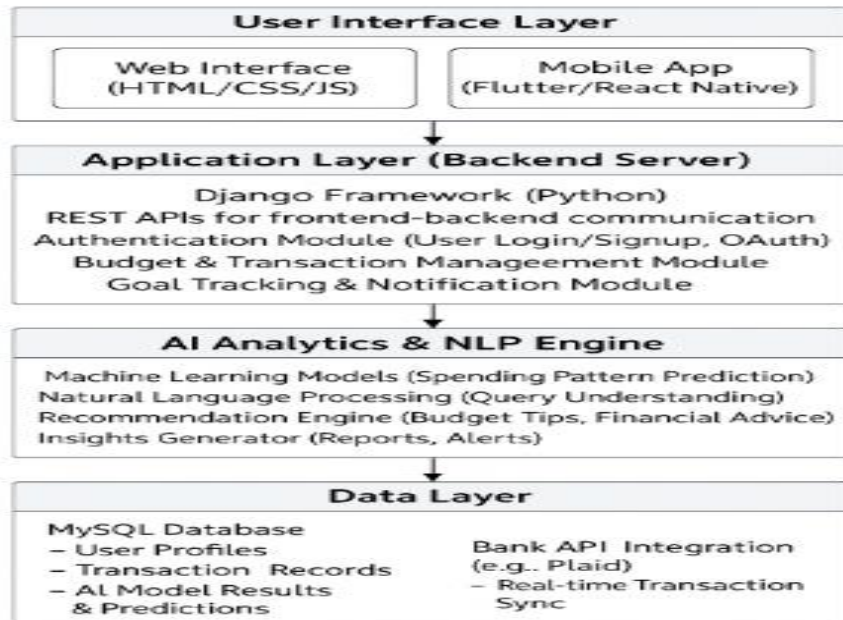 User Interface Layer
Web Interface
(HTML/CSS/JS)
Mobile App
(Flutter/React Native)
Application Layer (Backend Server)
Django Framework (Python)
REST APIs for frontend-backend communication
Authentication Module (User Login/Signup, OAuth)
Budget & Transaction Manageement Module
Goal Tracking & Notification Module
AI Analytics & NLP Engine
Machine Learning Models (Spending Pattern Prediction)
Natural Language Processing (Query Understanding)
Recommendation Engine (Budget Tips, Financial Advice)
Insights Generator (Reports, Alerts)
Data Layer
MySQL Database
– User Profiles
– Transaction Records
– AI Model Results
& Predictions
Bank API Integration
(e.g.. Plaid)
– Real-time Transaction
Sync